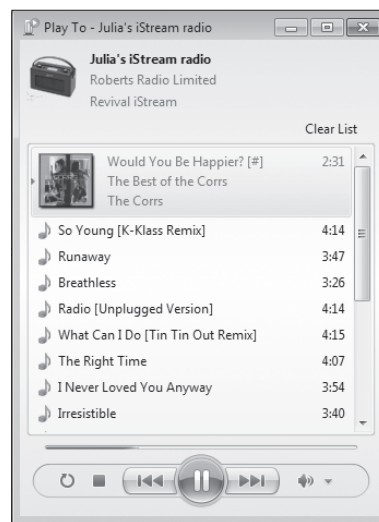 Play To - Julia's iStream radio
Julia's iStream radio
Roberts Radio Limited
Revival iStream
Clear List
Would You Be Happier? [#] 2:31
The Best of the Corrs
The Corrs
So Young [K-Klass Remix] 4:14
Runaway 3:47
Breathless 3:26
Radio [Unplugged Version] 4:14
What Can I Do [Tin Tin Out Remix] 4:15
The Right Time 4:07
I Never Loved You Anyway 3:54
Irresistible 3:40